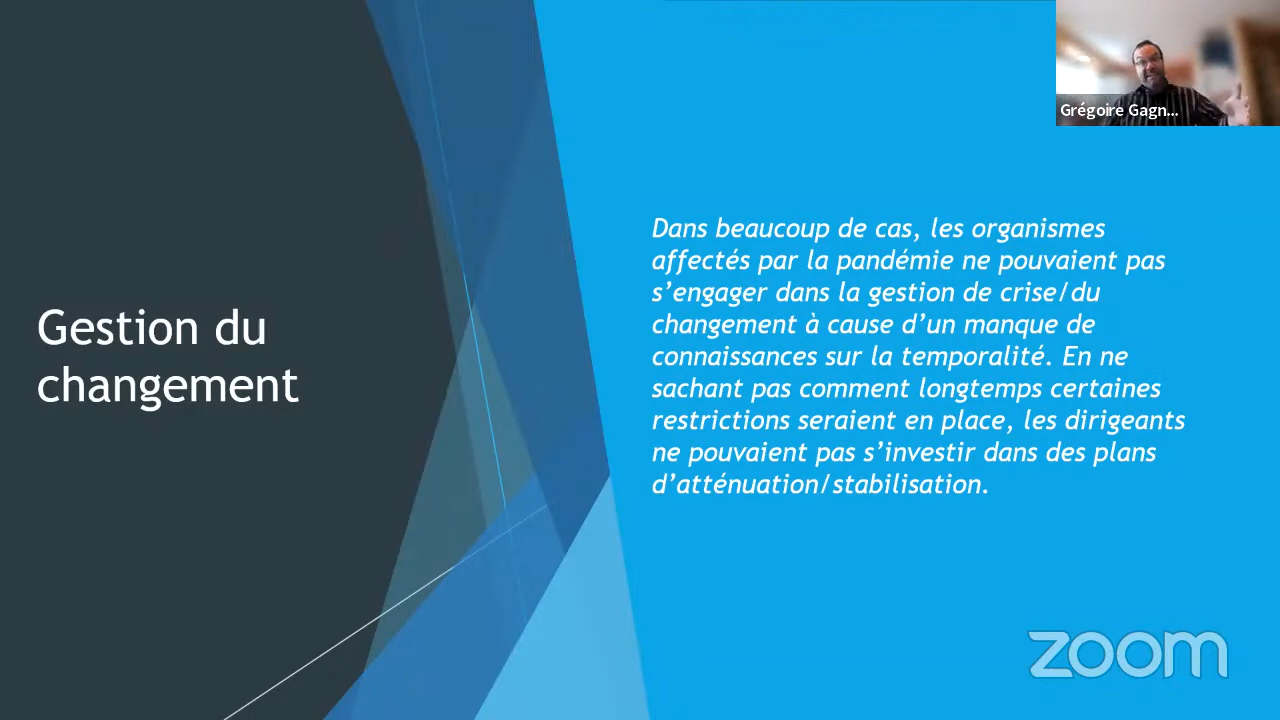 Grégoire Gagn...
Gestion du
changement
Dans beaucoup de cas, les organismes
affectés par la pandémie ne pouvaient pas
s’engager dans la gestion de crise/du
changement à cause d’un manque de
connaissances sur la temporalité. En ne
sachant pas comment longtemps certaines
restrictions seraient en place, les dirigeants
ne pouvaient pas s’investir dans des plans
d’atténuation/stabilisation.
zoom